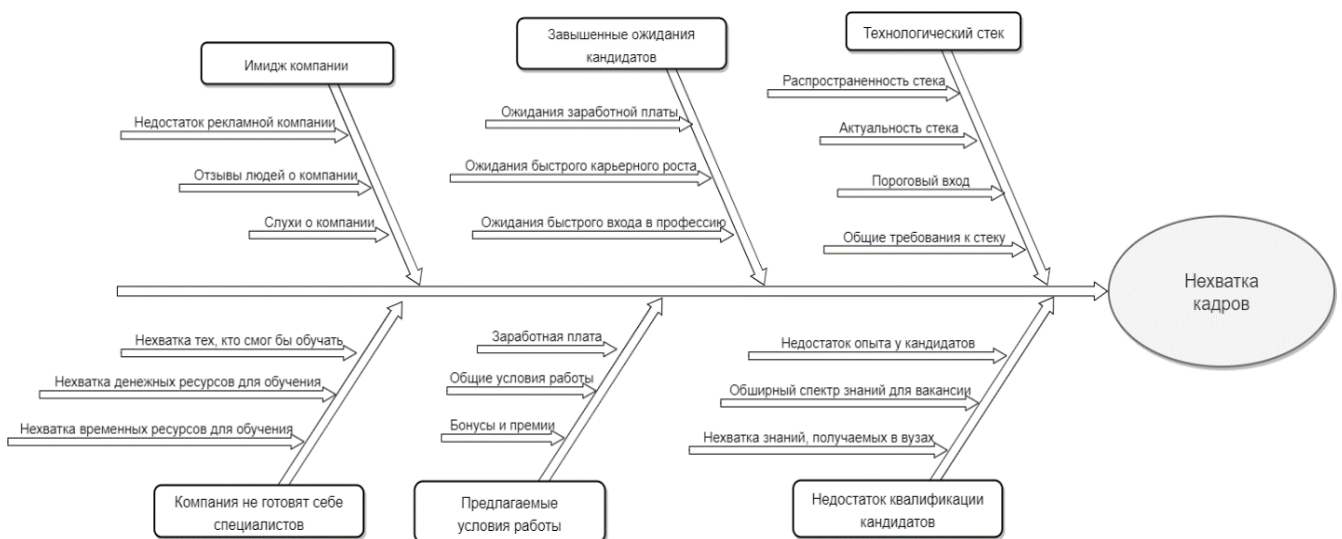 Имидж компании
Недостаток рекламной компании
Отзывы людей о компании
Слухи о компании
Завышенные ожидания
кандидатов
Ожидания заработной платы
Ожидания быстрого карьерного роста
Ожидания быстрого входа в профессию
Технологический стек
Распространенность стека
Актуальность стека
Пороговый вход
Общие требования к стеку
Нехватка
кадров
Нехватка тех, кто смог бы обучать
Нехватка денежных ресурсов для обучения
Нехватка временных ресурсов для обучения
Компания не готовят себе
специалистов
Заработная плата
Общие условия работы
Бонусы и премии
Предлагаемые
условия работы
Недостаток опыта у кандидатов
Обширный спектр знаний для вакансии
Нехватка знаний, получаемых в вузах
Недостаток квалификации
кандидатов